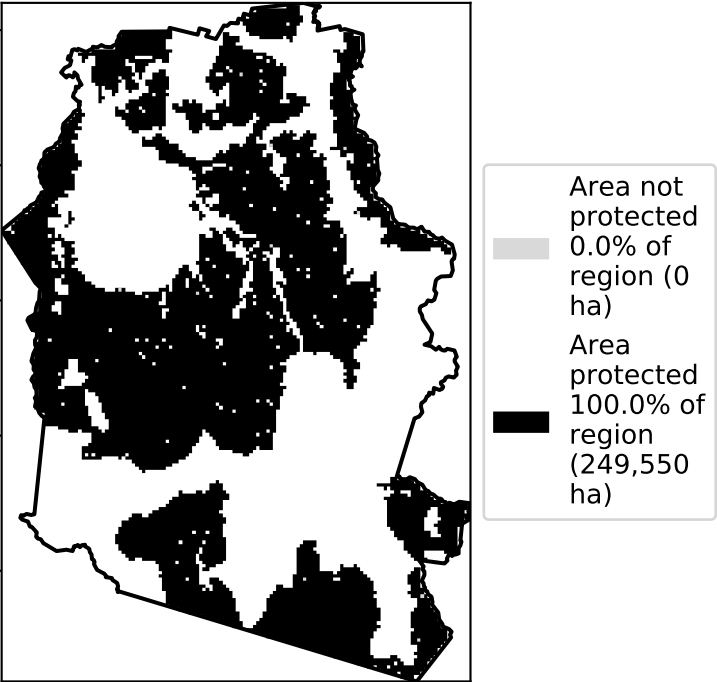 Area not
protected
0.0% of
region (0
ha)
Area
protected
100.0% of
region
(249,550
ha)